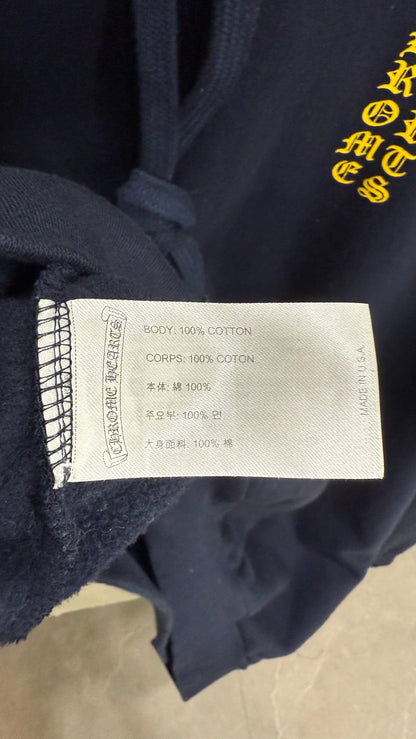 CHROME HEARTS
BODY: 100% COTTON
CORPS: 100% COTON
本体: 綿 100%
주요부: 100% 면
大身面料: 100% 棉
MADE IN U.S.A.